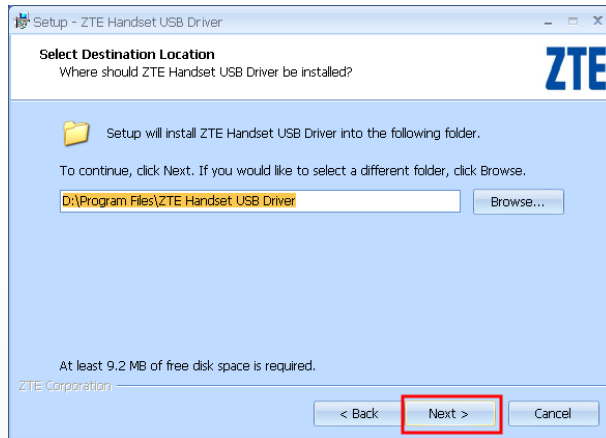 Setup - ZTE Handset USB Driver
Select Destination Location
Where should ZTE Handset USB Driver be installed?
ZTE
Setup will install ZTE Handset USB Driver into the following folder.
To continue, click Next. If you would like to select a different folder, click Browse.
D:\Program Files\ZTE Handset USB Driver
Browse...
At least 9.2 MB of free disk space is required.
ZTE Corporation
< Back Next > Cancel